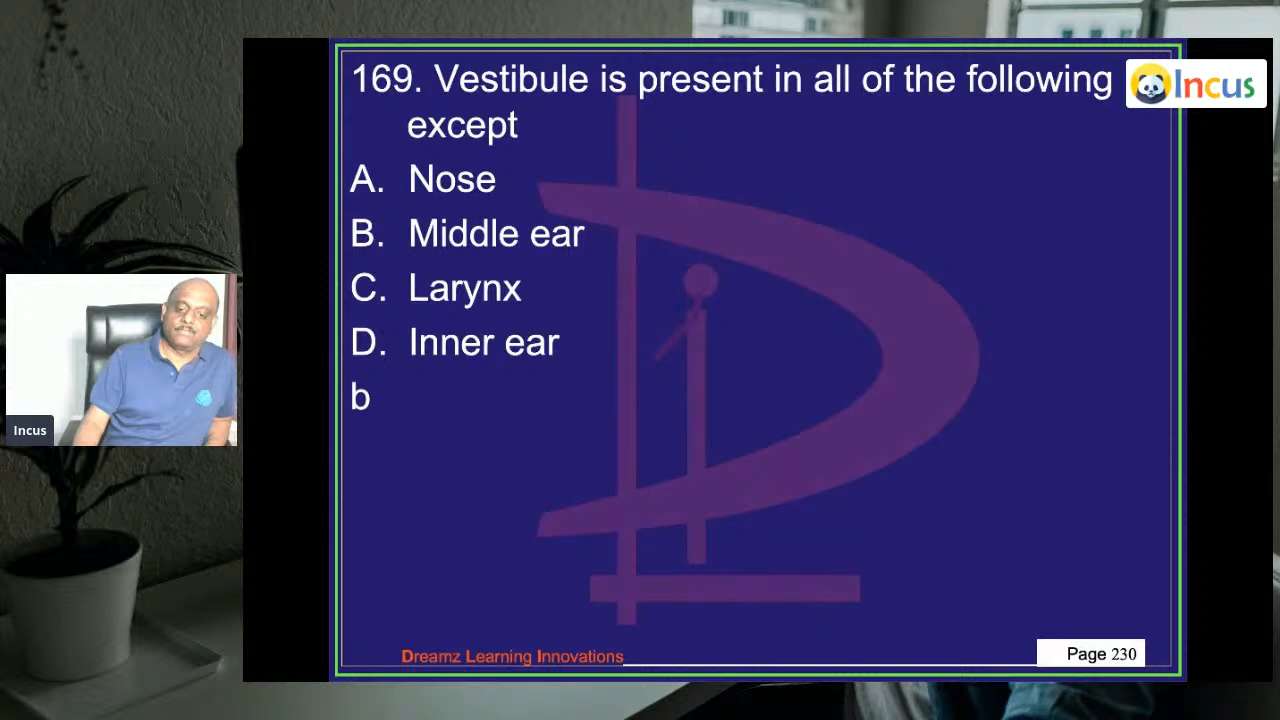 169. Vestibule is present in all of the following
except
A. Nose
B. Middle ear
C. Larynx
D. Inner ear
b
Incus
Incus
Dreamz Learning Innovations
Page 230